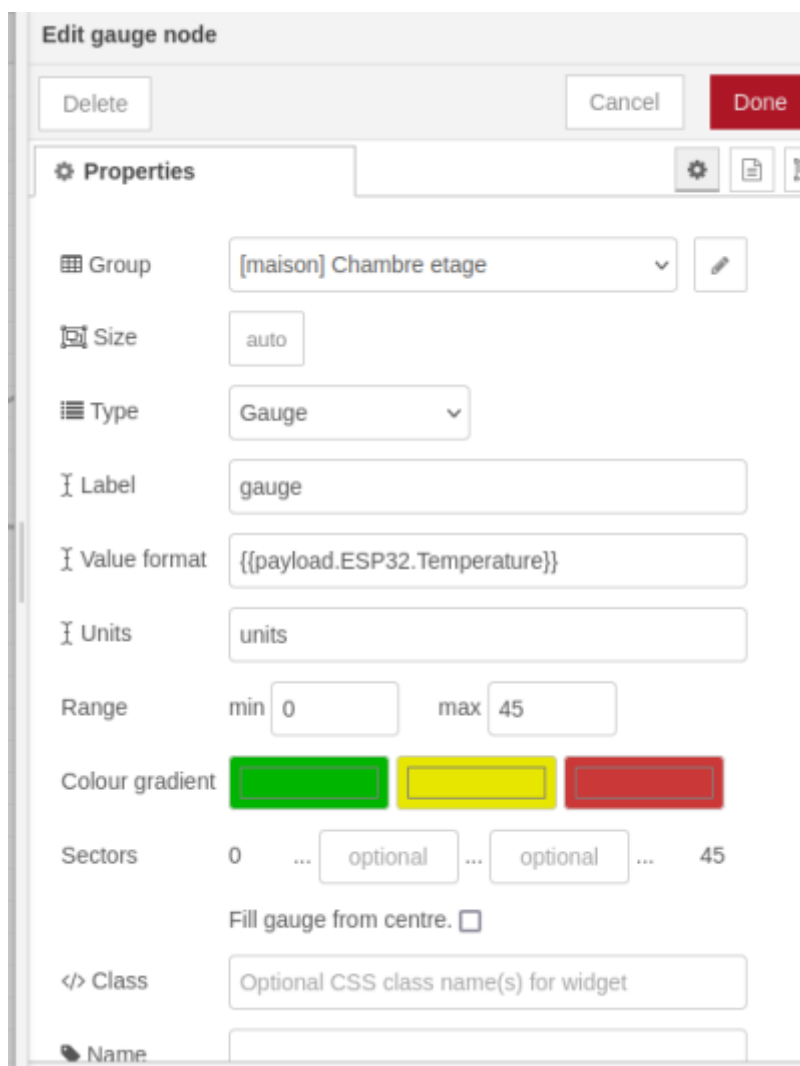 Edit gauge node
Delete Cancel Done
Properties
Group [maison] Chambre etage
Size auto
Type Gauge
Label gauge
Value format {{payload.ESP32.Temperature}}
Units units
Range min 0 max 45
Colour gradient
Sectors 0 ... optional ... optional ... 45
Fill gauge from centre.
</> Class Optional CSS class name(s) for widget
Name